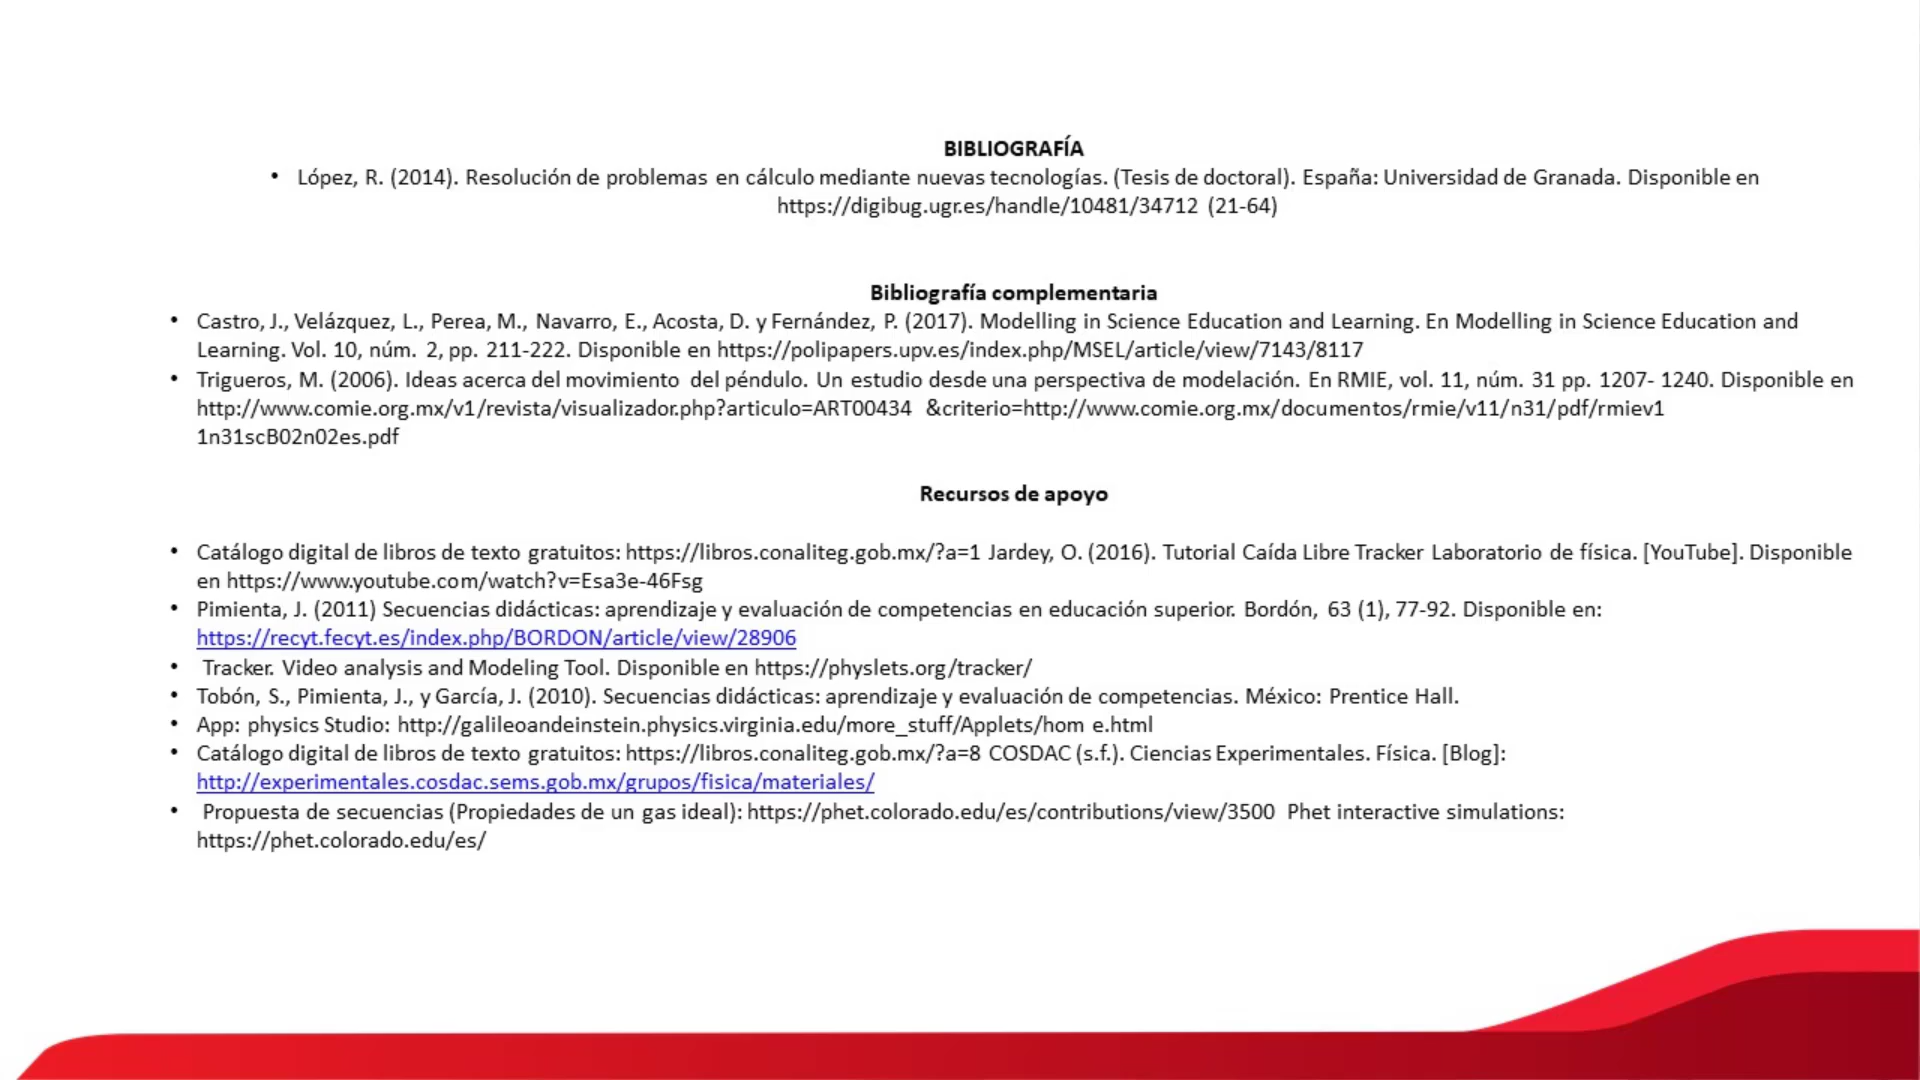 BIBLIOGRAFÍA
• López, R. (2014). Resolución de problemas en cálculo mediante nuevas tecnologías. (Tesis de doctoral). España: Universidad de Granada. Disponible en
https://digibug.ugr.es/handle/10481/34712 (21-64)
Bibliografía complementaria
• Castro, J., Velázquez, L., Perea, M., Navarro, E., Acosta, D. y Fernández, P. (2017). Modelling in Science Education and Learning. En Modelling in Science Education and
Learning. Vol. 10, núm. 2, pp. 211-222. Disponible en https://polipapers.upv.es/index.php/MSEL/article/view/7143/8117
• Trigueros, M. (2006). Ideas acerca del movimiento del péndulo. Un estudio desde una perspectiva de modelación. En RMIE, vol. 11, núm. 31 pp. 1207- 1240. Disponible en
http://www.comie.org.mx/v1/revista/visualizador.php?articulo=ART00434 &criterio=http://www.comie.org.mx/documentos/rmie/v11/n31/pdf/rmiev1
1n31scB02n02es.pdf
Recursos de apoyo
• Catálogo digital de libros de texto gratuitos: https://libros.conaliteg.gob.mx/?a=1 Jardey, O. (2016). Tutorial Caída Libre Tracker Laboratorio de física. [YouTube]. Disponible
en https://www.youtube.com/watch?v=Esa3e-46Fsg
• Pimienta, J. (2011) Secuencias didácticas: aprendizaje y evaluación de competencias en educación superior. Bordón, 63 (1), 77-92. Disponible en:
https://recyt.fecyt.es/index.php/BORDON/article/view/28906
• Tracker. Video analysis and Modeling Tool. Disponible en https://physlets.org/tracker/
• Tobón, S., Pimienta, J., y García, J. (2010). Secuencias didácticas: aprendizaje y evaluación de competencias. México: Prentice Hall.
• App: physics Studio: http://galileoandeinstein.physics.virginia.edu/more_stuff/Applets/hom e.html
• Catálogo digital de libros de texto gratuitos: https://libros.conaliteg.gob.mx/?a=8 COSDAC (s.f.). Ciencias Experimentales. Física. [Blog]:
http://experimentales.cosdac.sems.gob.mx/grupos/fisica/materiales/
• Propuesta de secuencias (Propiedades de un gas ideal): https://phet.colorado.edu/es/contributions/view/3500 Phet interactive simulations:
https://phet.colorado.edu/es/